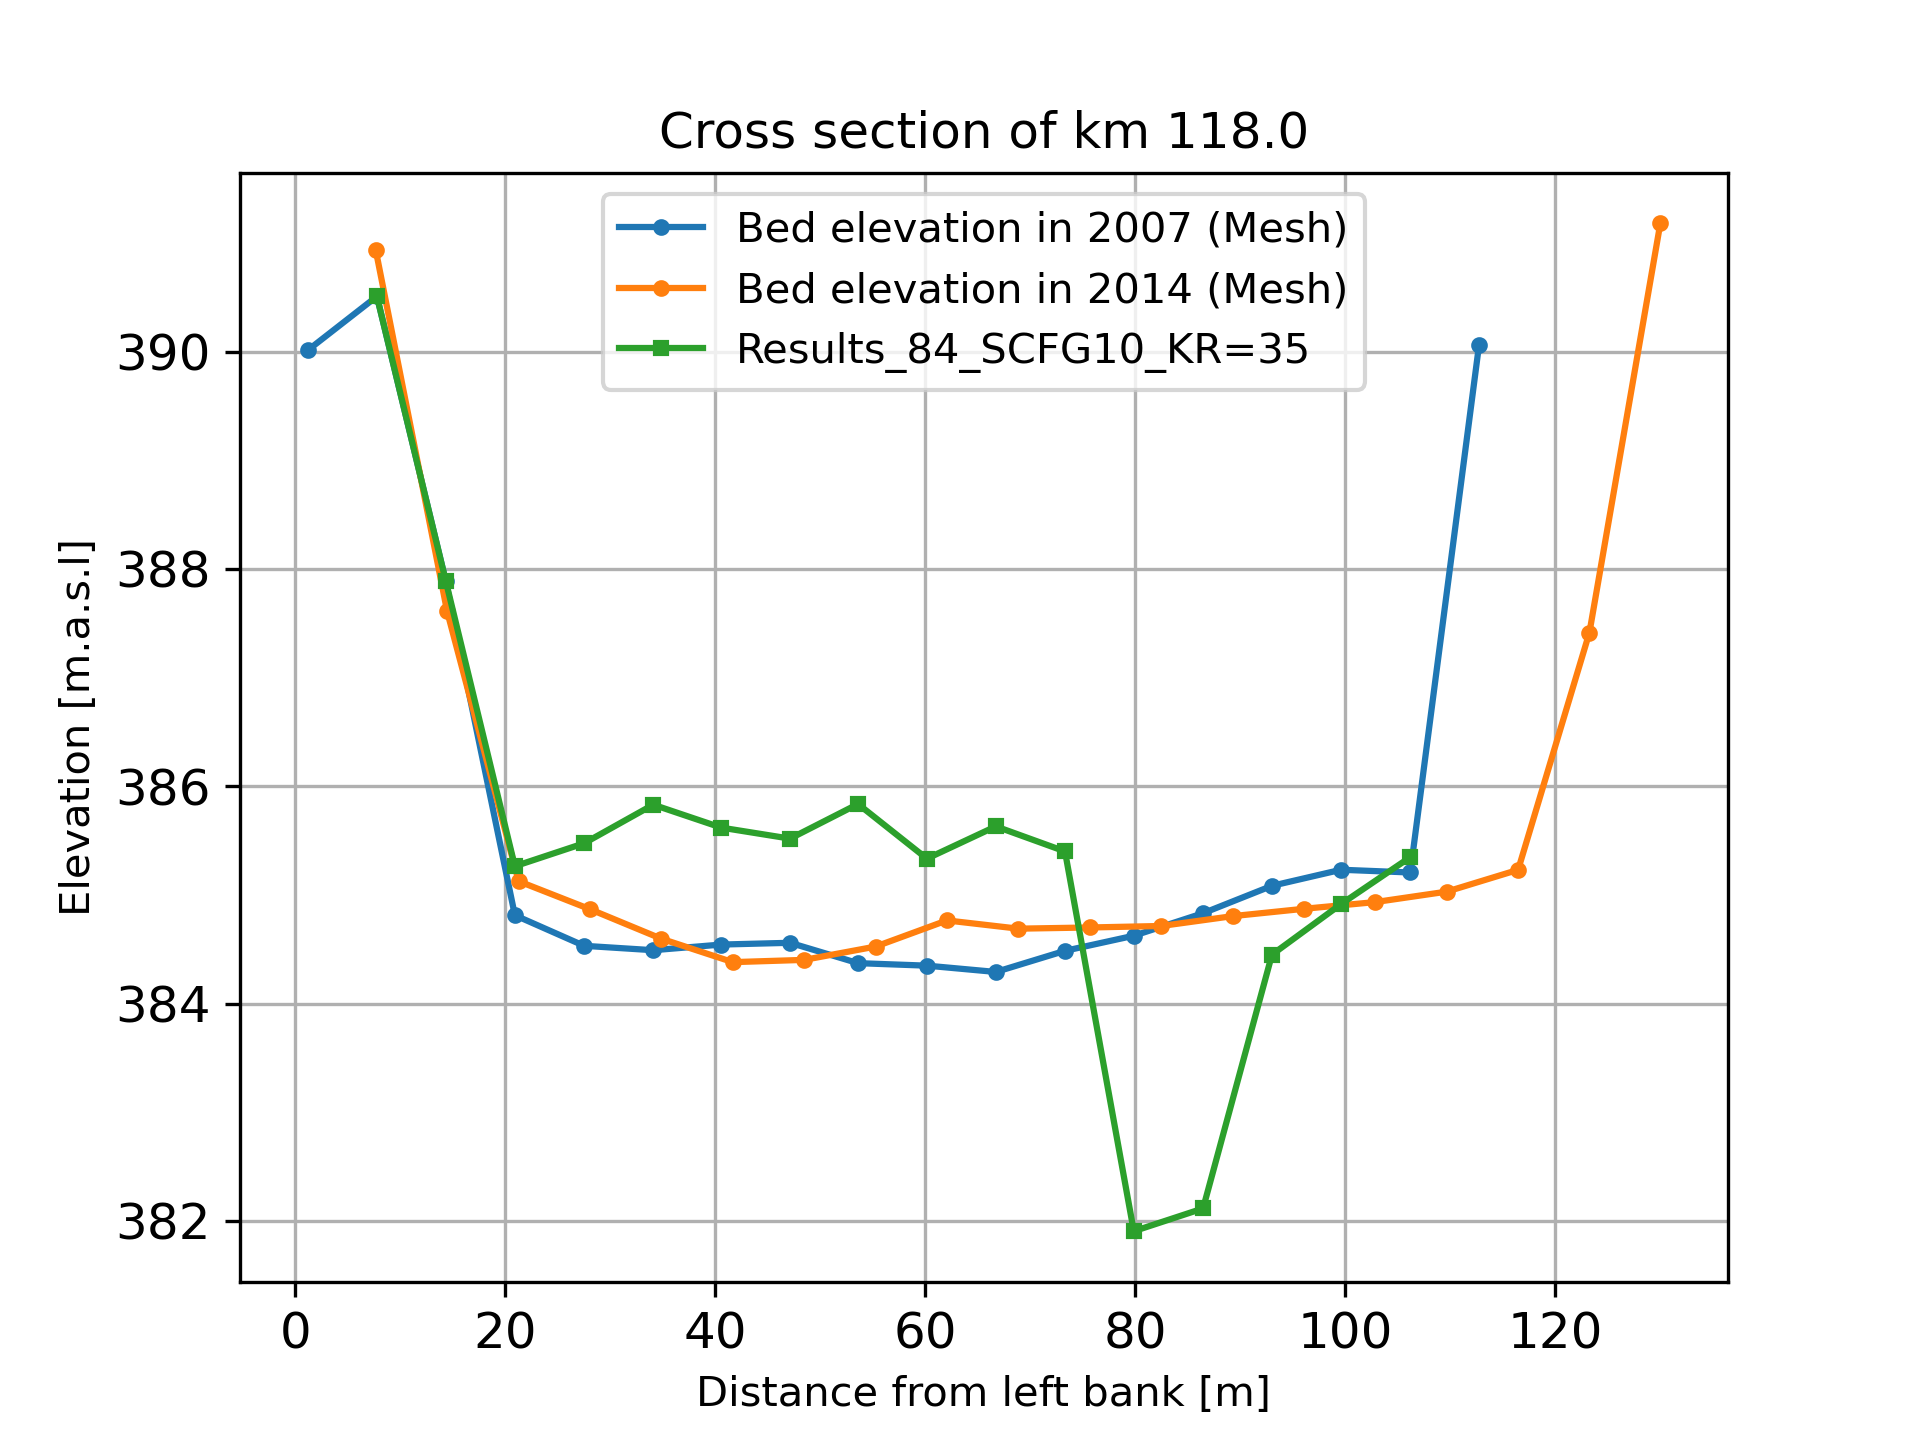 Cross section of km 118.0
Bed elevation in 2007 (Mesh)
Bed elevation in 2014 (Mesh)
Results_84_SCFG10_KR=35
390
388
386
384
382
Elevation [m.a.s.l]
0 20 40 60 80 100 120
Distance from left bank [m]